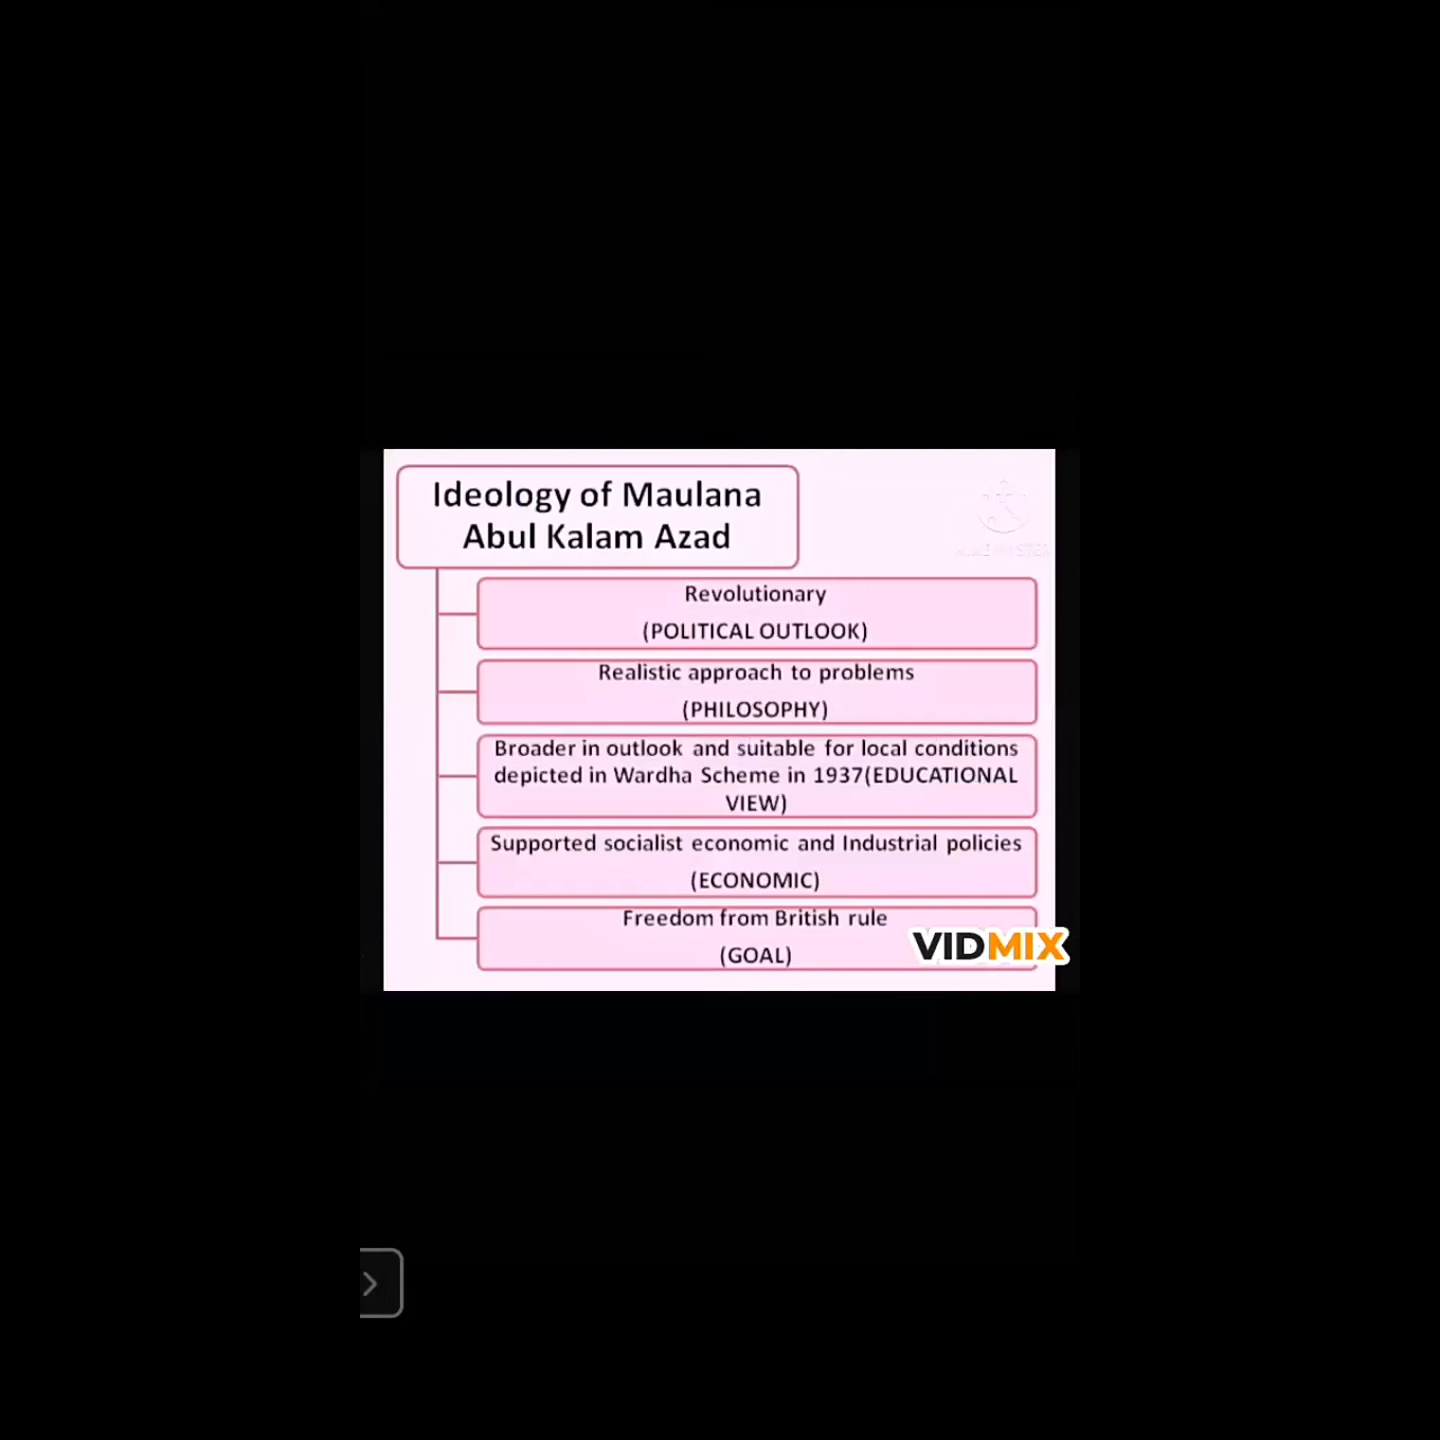 Ideology of Maulana
Abul Kalam Azad
Revolutionary
(POLITICAL OUTLOOK)
Realistic approach to problems
(PHILOSOPHY)
Broader in outlook and suitable for local conditions
depicted in Wardha Scheme in 1937(EDUCATIONAL
VIEW)
Supported socialist economic and Industrial policies
(ECONOMIC)
Freedom from British rule
(GOAL)
VIDMIX